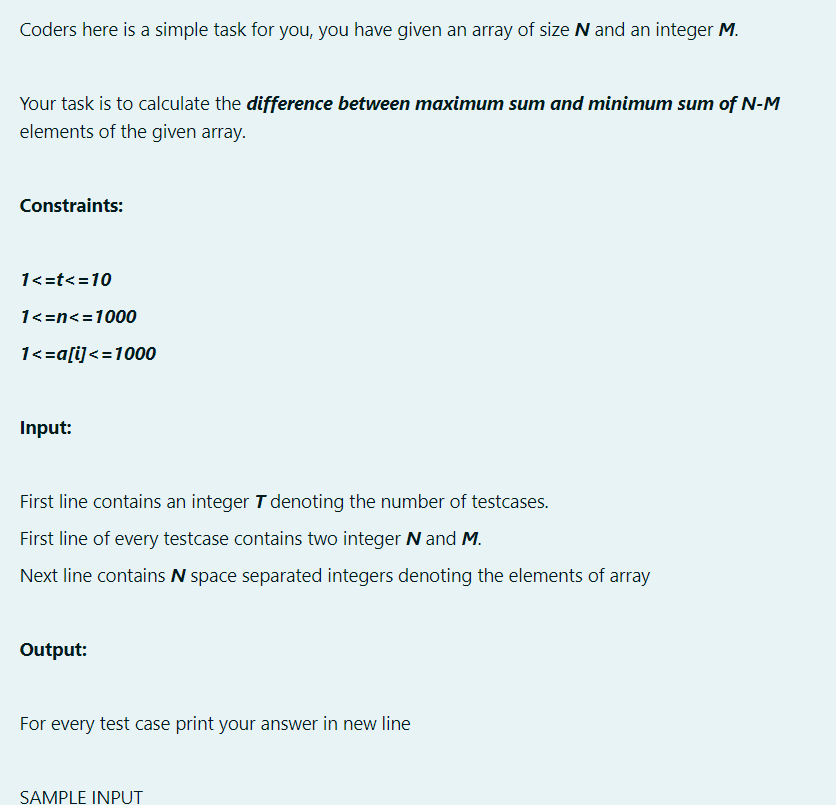 Coders here is a simple task for you, you have given an array of size N and an integer M.
Your task is to calculate the difference between maximum sum and minimum sum of N-M
elements of the given array.
Constraints:
1<=t<=10
1<=n<=1000
1<=a[i]<=1000
Input:
First line contains an integer T denoting the number of testcases.
First line of every testcase contains two integer N and M.
Next line contains N space separated integers denoting the elements of array
Output:
For every test case print your answer in new line
SAMPLE INPUT